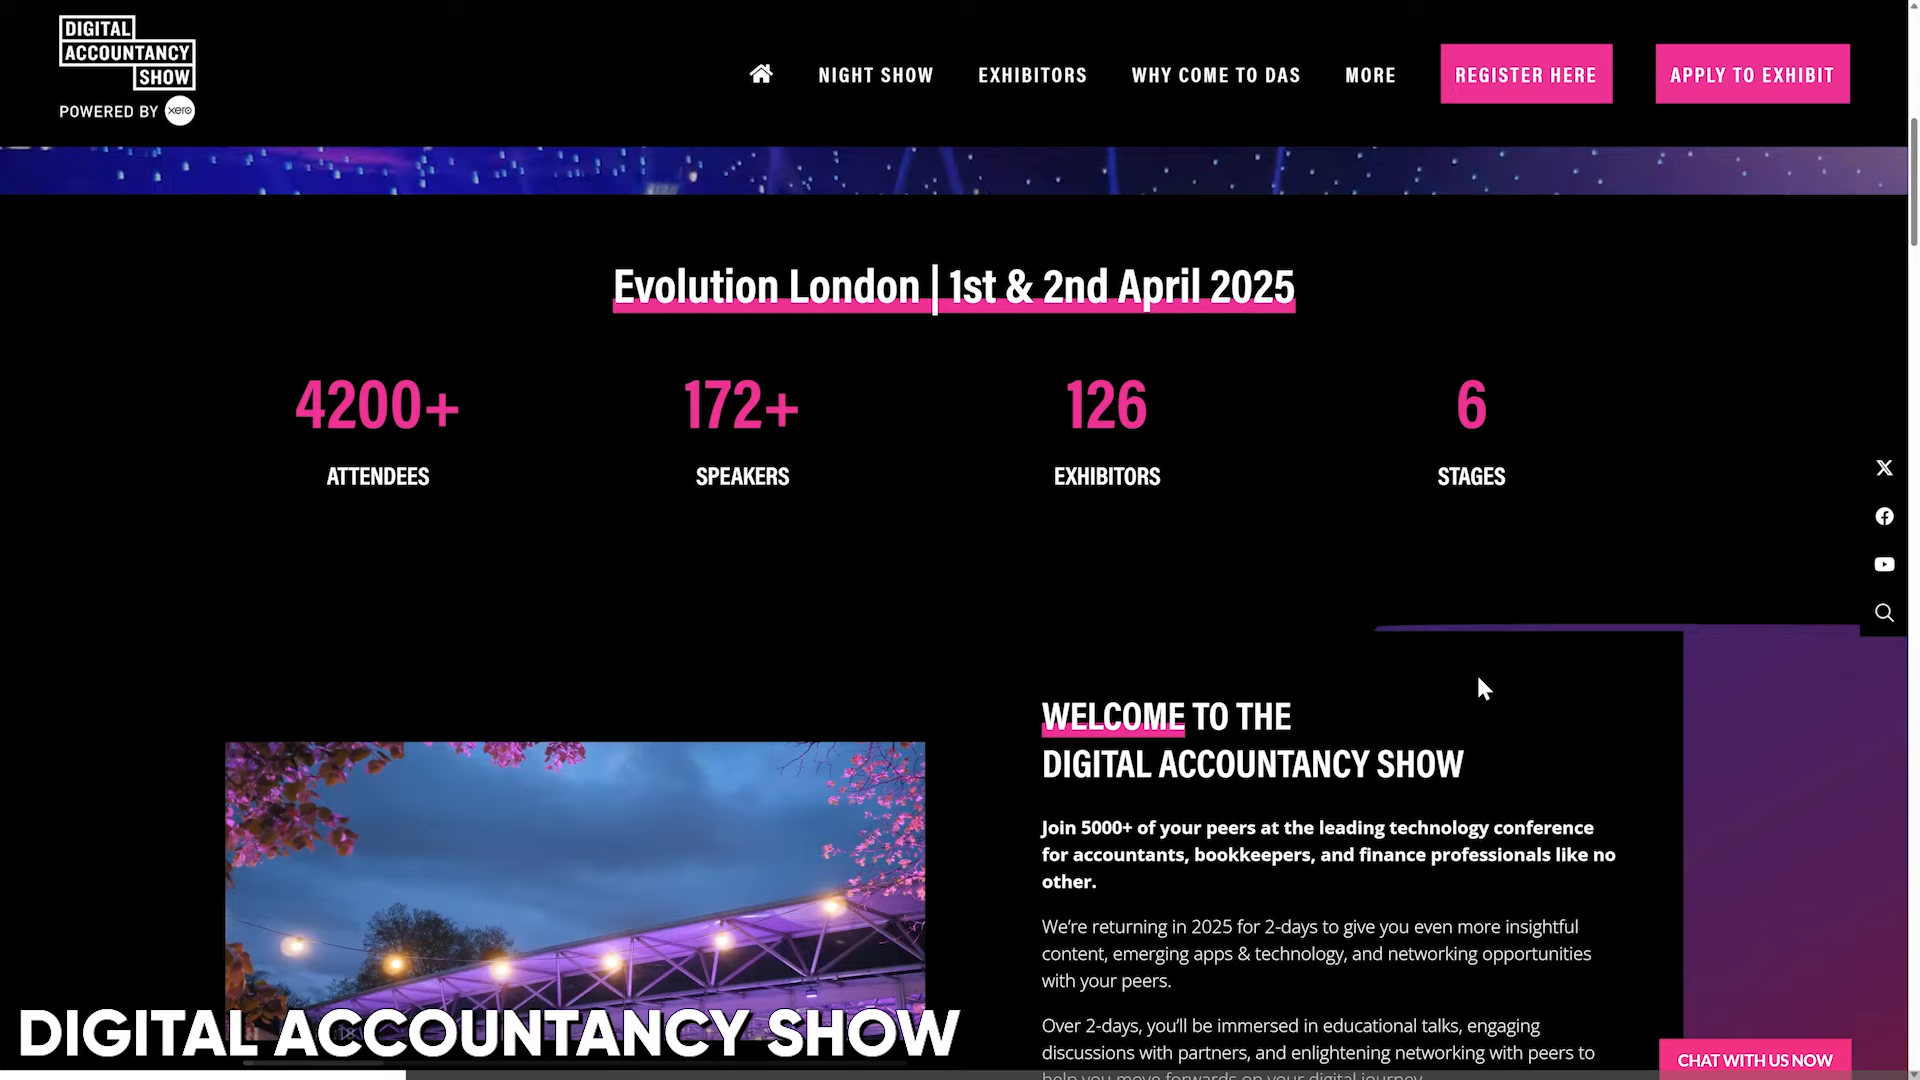 DIGITAL
ACCOUNTANCY
SHOW
POWERED BY xero
NIGHT SHOW
EXHIBITORS
WHY COME TO DAS
MORE
REGISTER HERE
APPLY TO EXHIBIT
Evolution London | 1st & 2nd April 2025
4200+
ATTENDEES
172+
SPEAKERS
126
EXHIBITORS
6
STAGES
WELCOME TO THE
DIGITAL ACCOUNTANCY SHOW
Join 5000+ of your peers at the leading technology conference
for accountants, bookkeepers, and finance professionals like no
other.
We're returning in 2025 for 2-days to give you even more insightful
content, emerging apps & technology, and networking opportunities
with your peers.
Over 2-days, you'll be immersed in educational talks, engaging
discussions with partners, and enlightening networking with peers to
help you move forwards on your digital journey.
DIGITAL ACCOUNTANCY SHOW
CHAT WITH US NOW